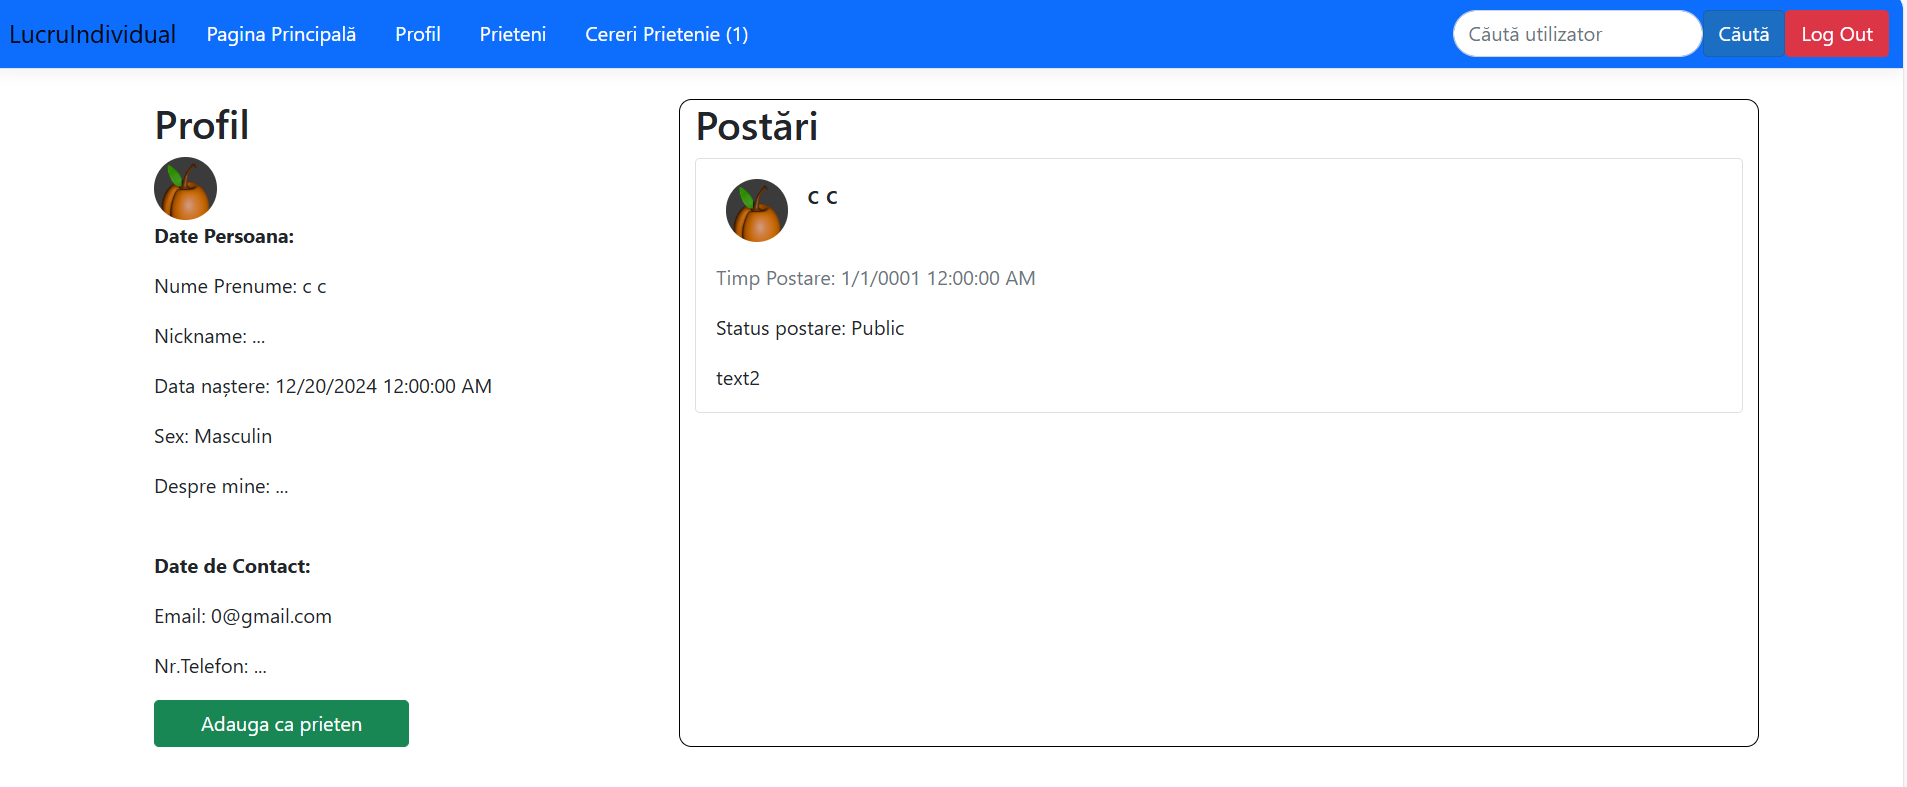 LucruIndividual Pagina Principală Profil Prieteni Cereri Prietenie (1) Căută utilizator Căută Log Out
Profil
Date Persoana:
Nume Prenume: c c
Nickname: ...
Data naștere: 12/20/2024 12:00:00 AM
Sex: Masculin
Despre mine: ...
Date de Contact:
Email: 0@gmail.com
Nr.Telefon: ...
Adauga ca prieten
Postări
c c
Timp Postare: 1/1/0001 12:00:00 AM
Status postare: Public
text2